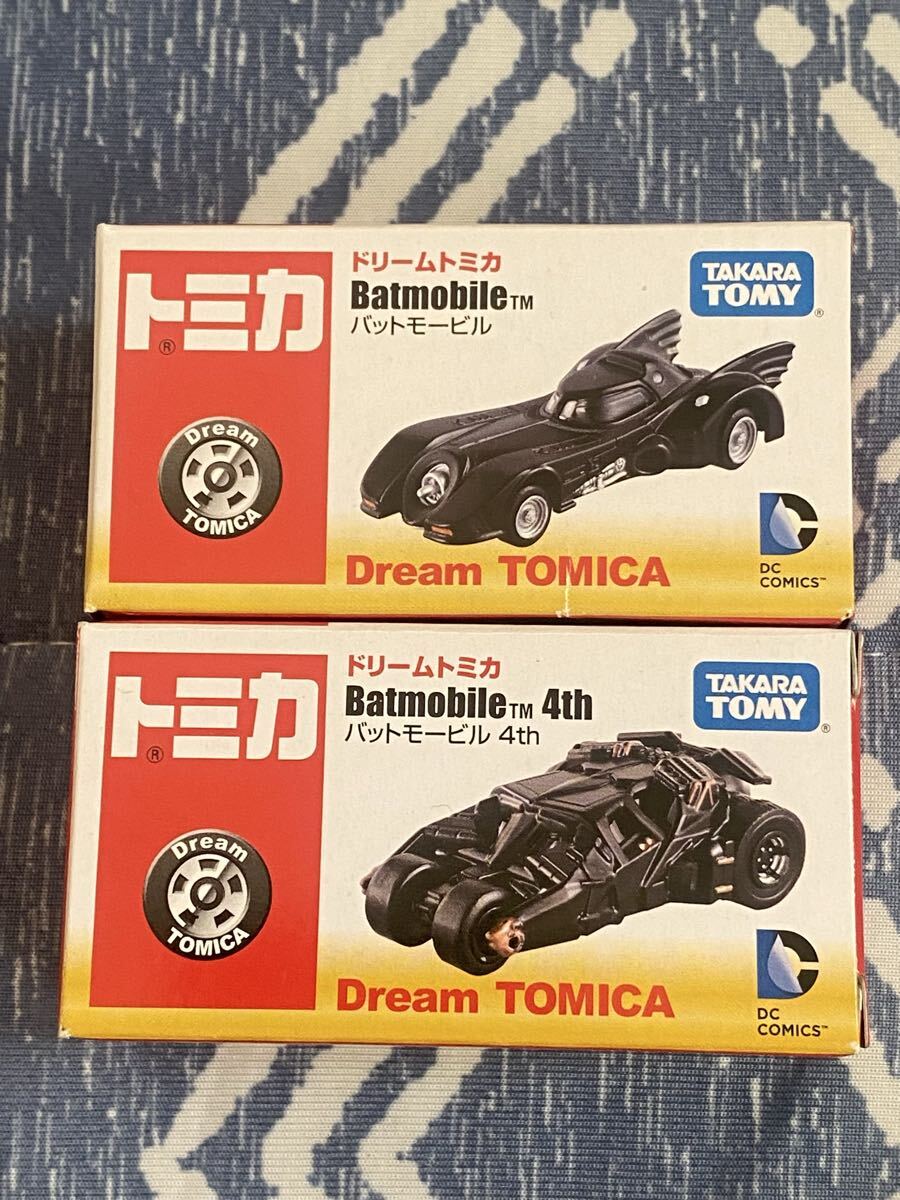 トミカ
®
Dream
TOMICA
ドリームトミカ
Batmobile™
バットモービル
TAKARA
TOMY®
Dream TOMICA
DC
COMICS™
トミカ
®
Dream
TOMICA
ドリームトミカ
Batmobile™ 4th
バットモービル 4th
TAKARA
TOMY®
Dream TOMICA
DC
COMICS™